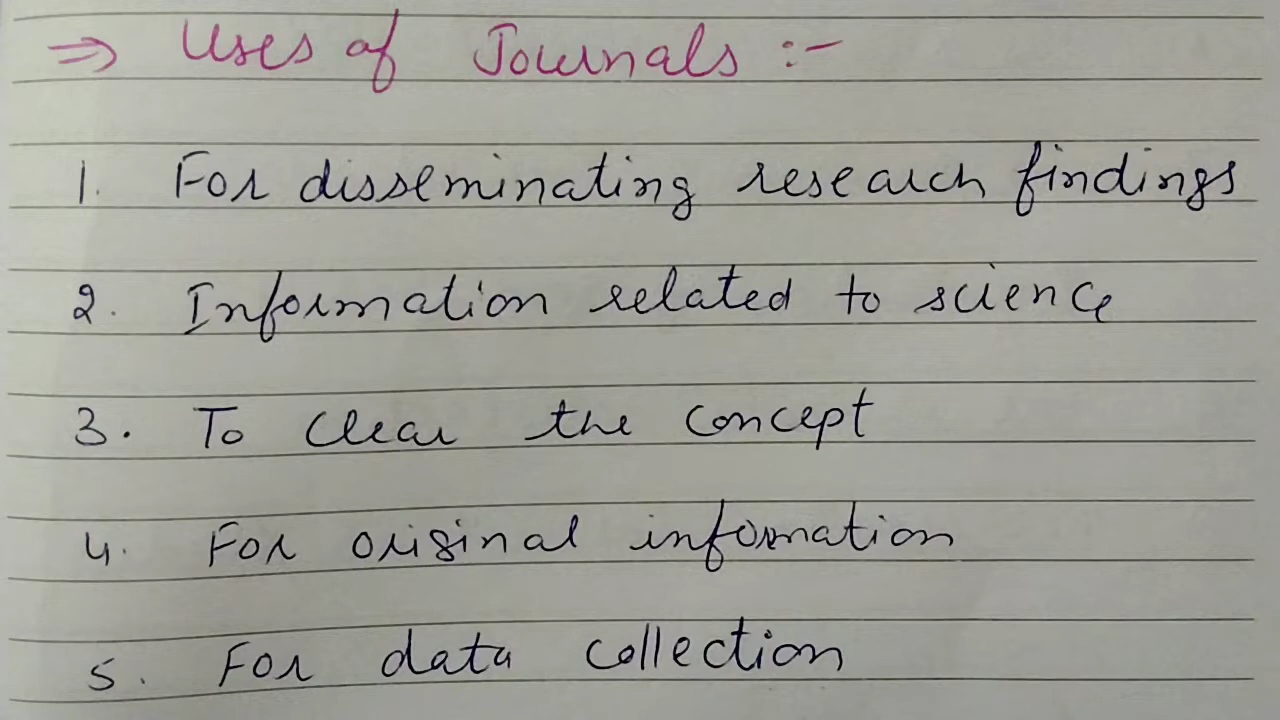 ⇒ Uses of Journals :-
1. For disseminating research findings
2. Information related to science
3. To Clear the concept
4. For original information
5. For data collection